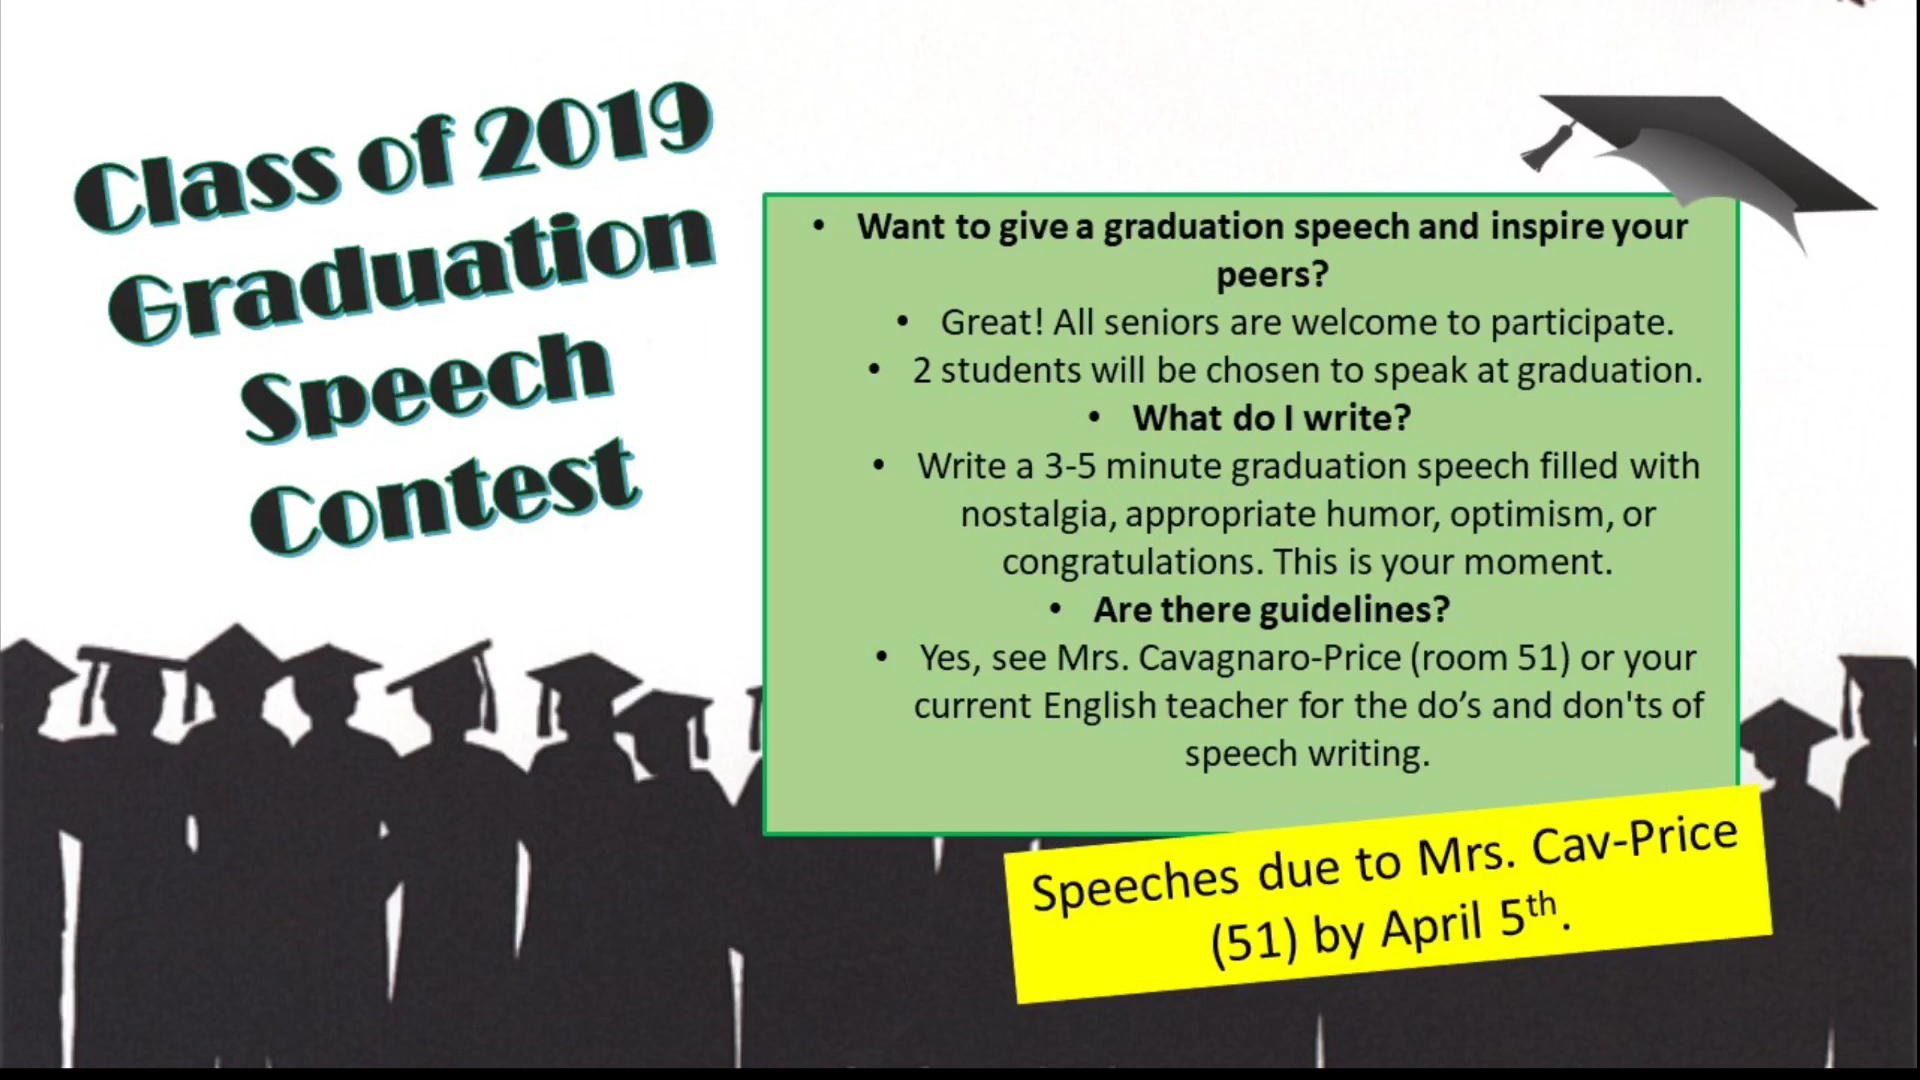 Class of 2019
Graduation
Speech
Contest
• Want to give a graduation speech and inspire your
peers?
• Great! All seniors are welcome to participate.
• 2 students will be chosen to speak at graduation.
• What do I write?
• Write a 3-5 minute graduation speech filled with
nostalgia, appropriate humor, optimism, or
congratulations. This is your moment.
• Are there guidelines?
• Yes, see Mrs. Cavagnaro-Price (room 51) or your
current English teacher for the do’s and don'ts of
speech writing.
Speeches due to Mrs. Cav-Price
(51) by April 5th.